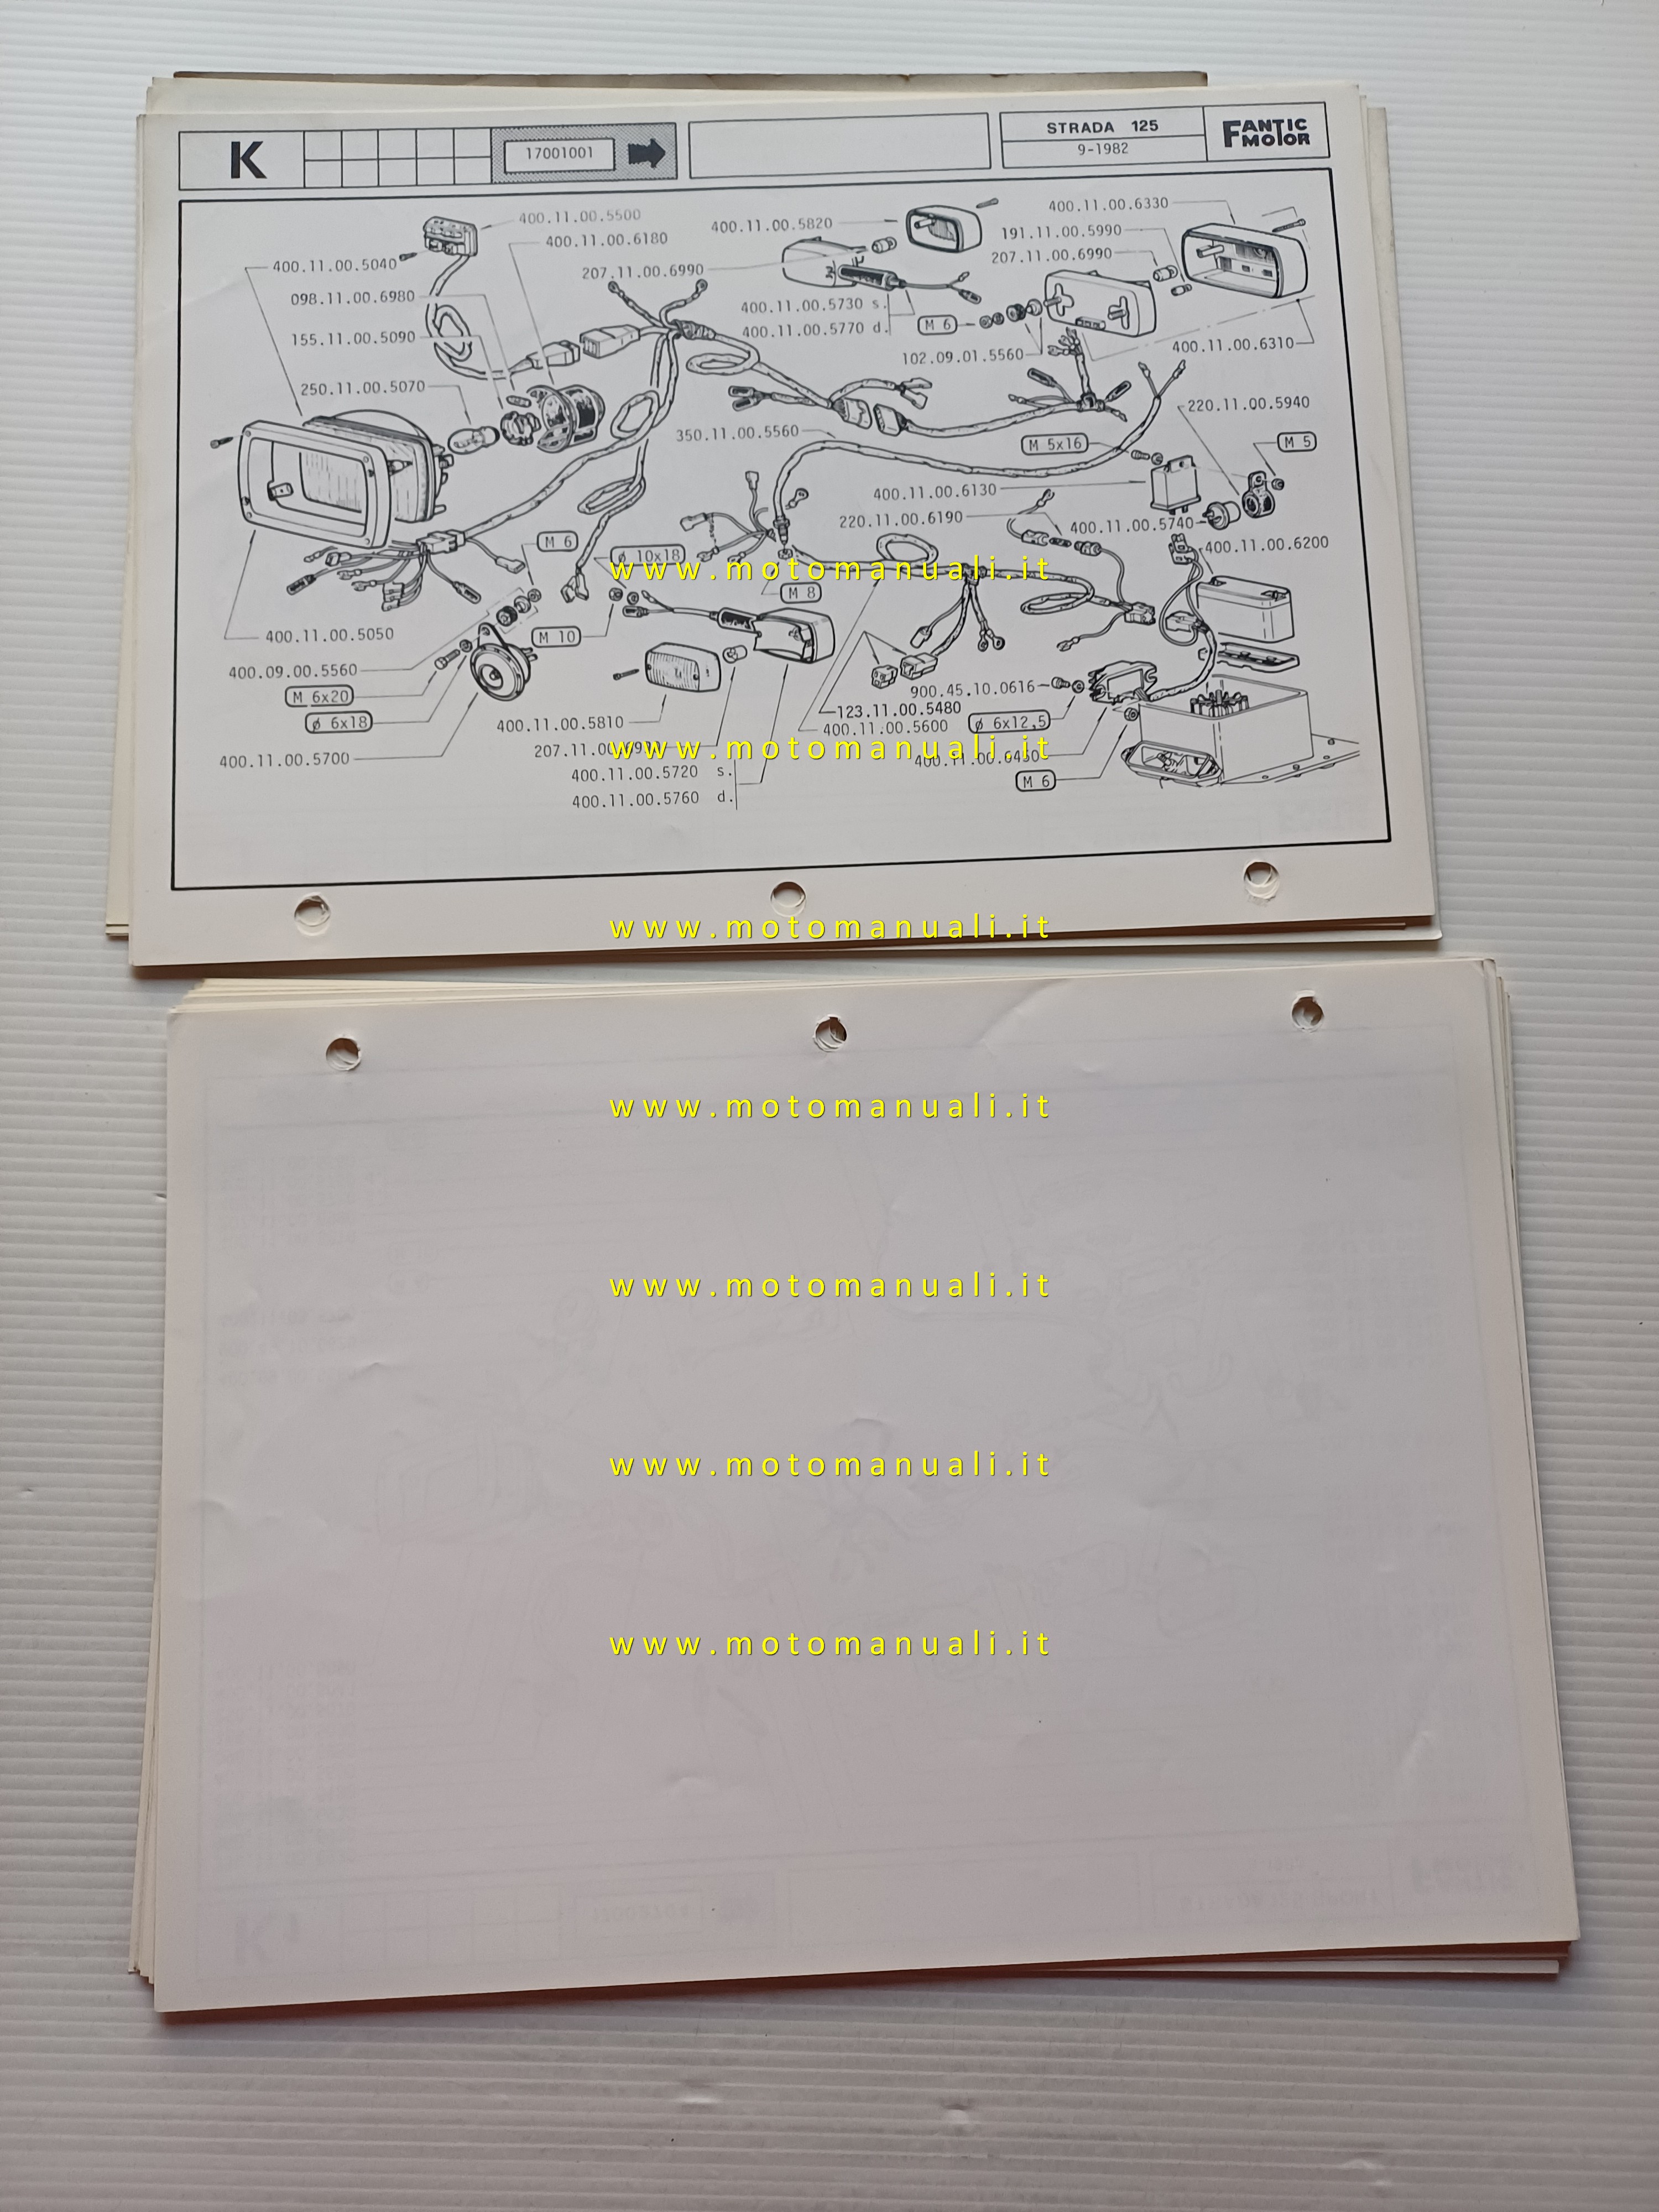 K
17001001
STRADA 125
9-1982
FANTIC MOTOR
400.11.00.5500
400.11.00.6180
400.11.00.5040
098.11.00.6980
155.11.00.5090
250.11.00.5070
400.11.00.5820
207.11.00.6990
400.11.00.5730 s.
400.11.00.5770 d.
M 6
102.09.01.5560
400.11.00.6330
191.11.00.5990
207.11.00.6990
400.11.00.6310
350.11.00.5560
M 5x16
220.11.00.5940
M 5
400.11.00.6130
220.11.00.6190
400.11.00.5740
400.11.00.6200
M 6
ø 10x18
www.motomanuali.it
M 8
M 10
400.11.00.5050
400.09.00.5560
M 6x20
ø 6x18
400.11.00.5700
400.11.00.5810
400.11.00.5720 s.
400.11.00.5760 d.
900.45.10.0616
123.11.00.5480
400.11.00.5600
ø 6x12,5
M 6
www.motomanuali.it
www.motomanuali.it
www.motomanuali.it
www.motomanuali.it
www.motomanuali.it
www.motomanuali.it